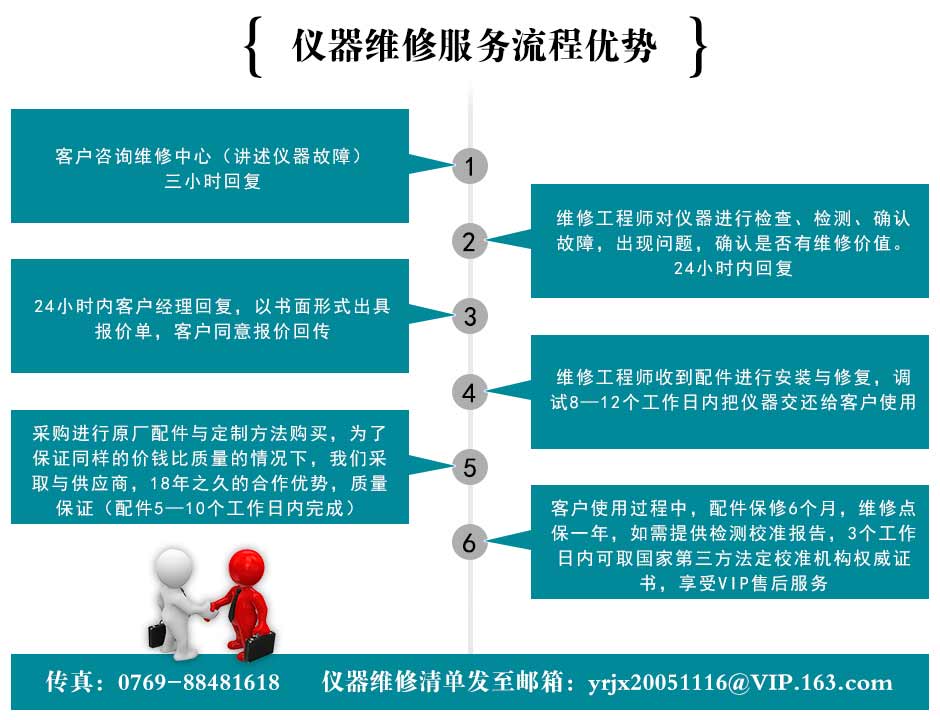 { 仪器维修服务流程优势 }
客户咨询维修中心（讲述仪器故障）
三小时回复
1
2
维修工程师对仪器进行检查、检测、确认
故障，出现问题，确认是否有维修价值。
24小时内回复
24小时内客户经理回复，以书面形式出具
报价单，客户同意报价回传
3
4
维修工程师收到配件进行安装与修复，调
试8—12个工作日内把仪器交还给客户使用
采购进行原厂配件与定制方法购买，为了
保证同样的价钱比质量的情况下，我们采
取与供应商，18年之久的合作优势，质量
保证（配件5—10个工作日内完成）
5
6
客户使用过程中，配件保修6个月，维修点
保一年，如需提供检测校准报告，3个工作
日内可取国家第三方法定校准机构权威证
书，享受VIP售后服务
传真：0769-88481618 仪器维修清单发至邮箱：yrjx20051116@VIP.163.com